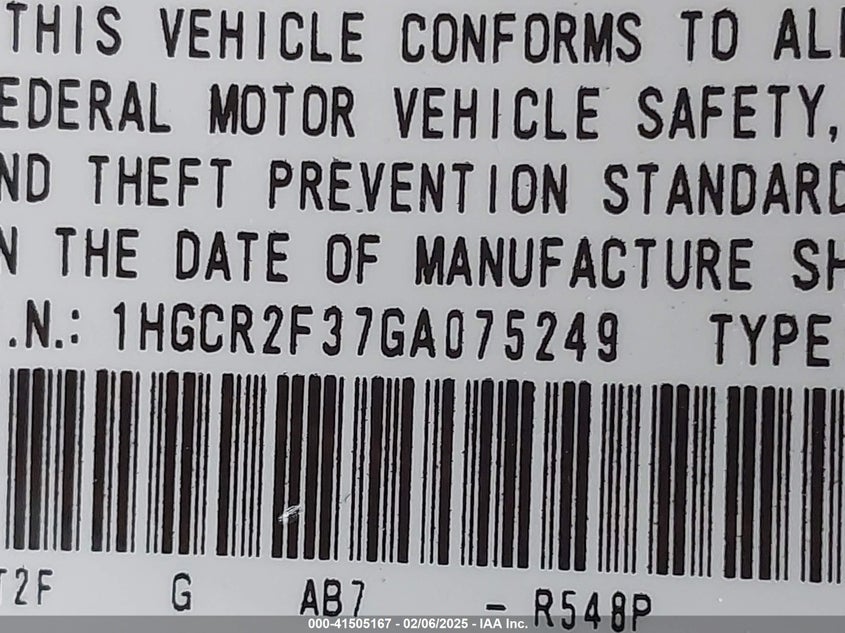 THIS VEHICLE CONFORMS TO ALL
EDERAL MOTOR VEHICLE SAFETY,
ND THEFT PREVENTION STANDARD
N THE DATE OF MANUFACTURE SH
.N.: 1HGCR2F37GA075249 TYPE
T2F G AB7 - R548P
000-41505167 - 02/06/2025 - IAA Inc.